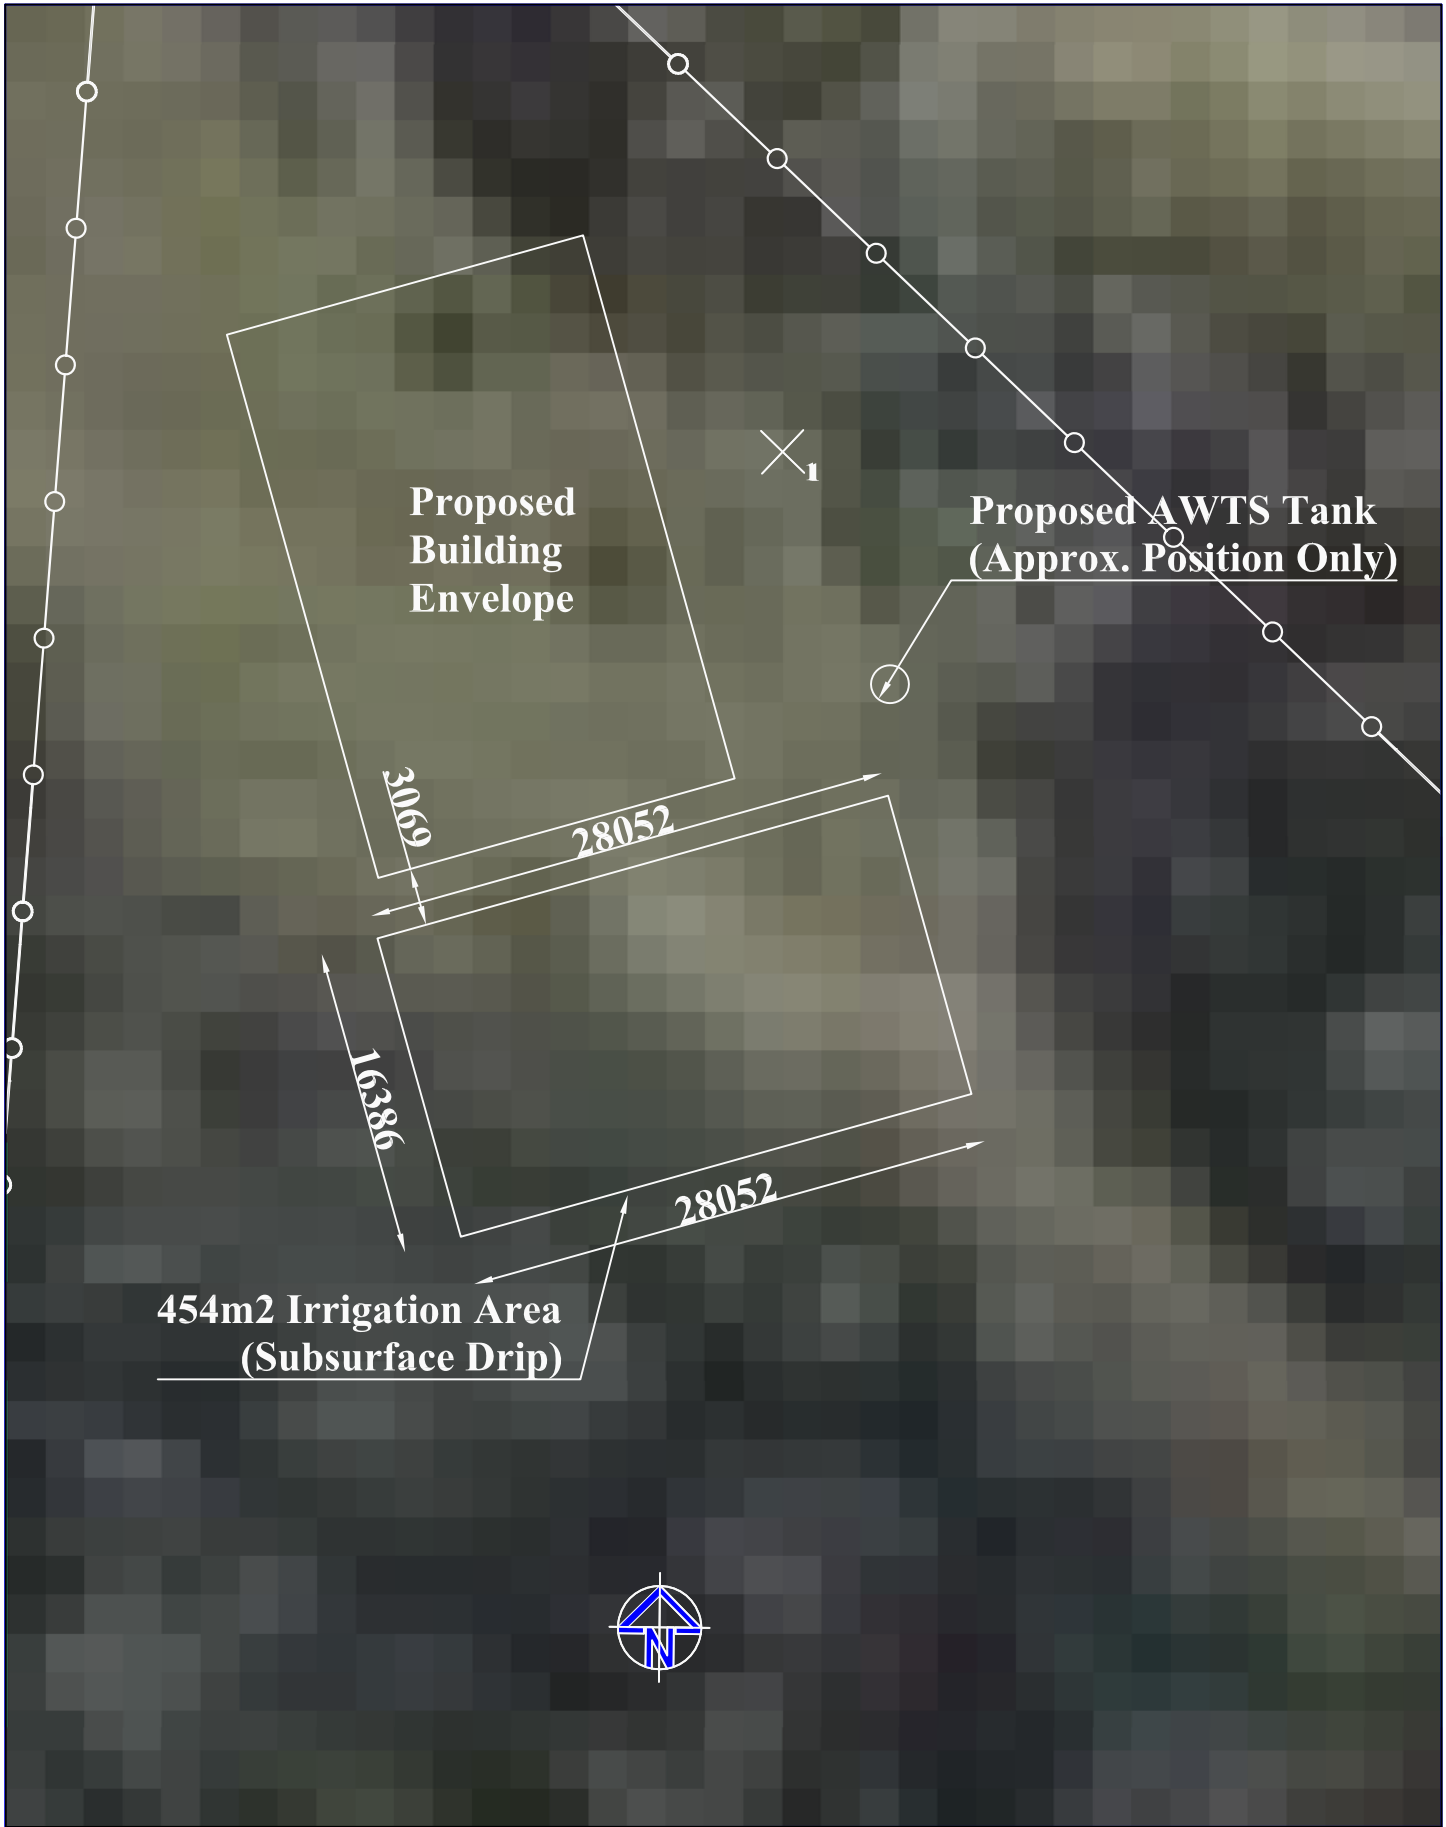 Proposed
Building
Envelope
1
Proposed AWTS Tank
(Approx. Position Only)
3069
28052
16386
28052
454m2 Irrigation Area
(Subsurface Drip)
N